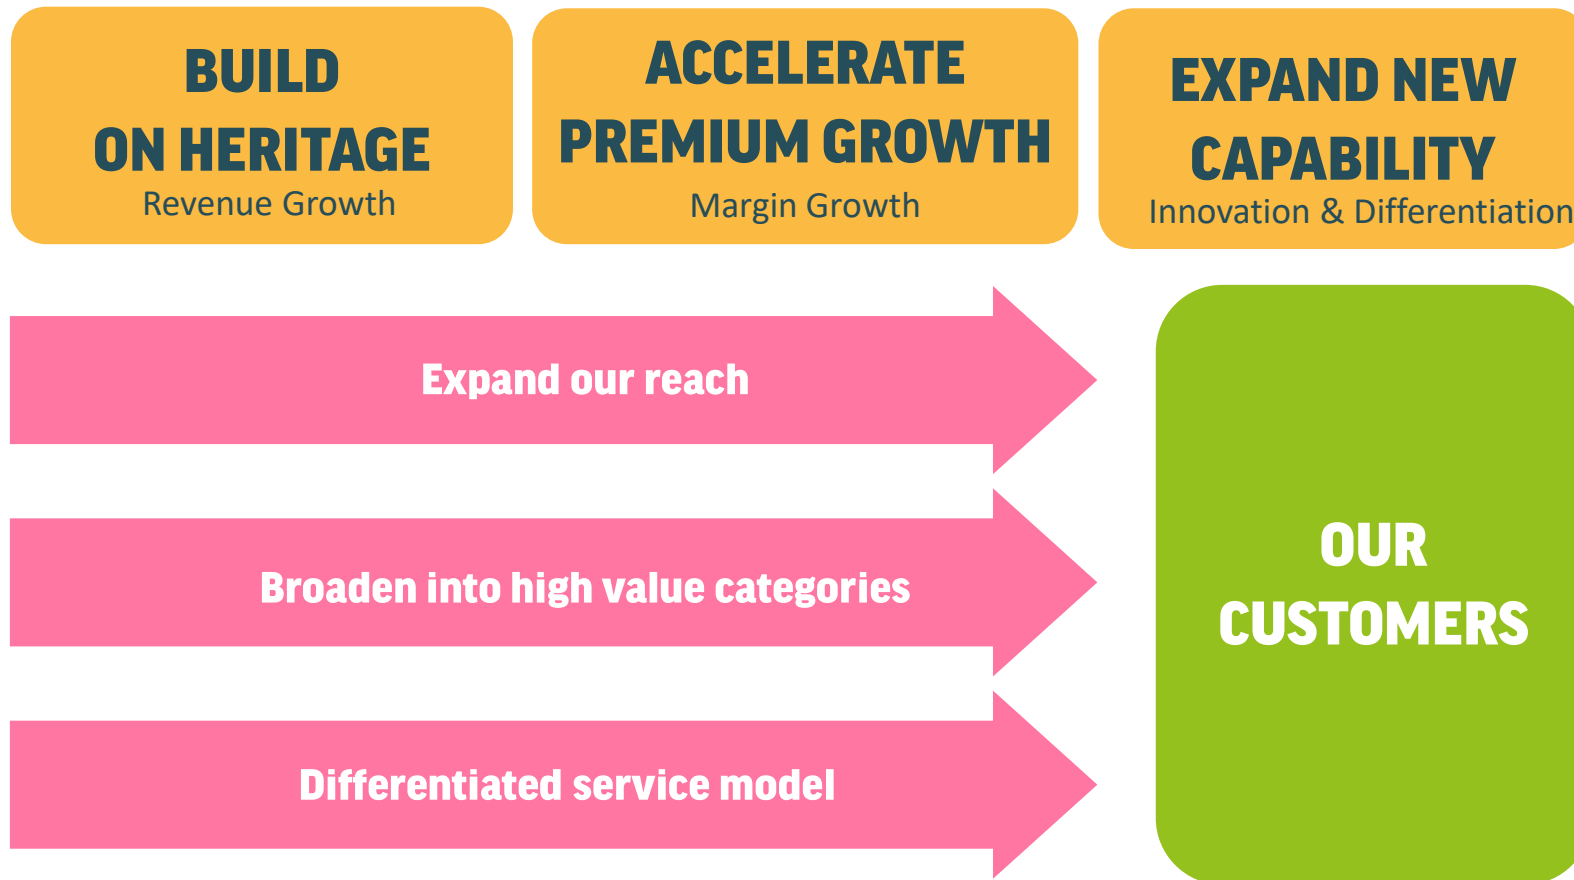 BUILD
ON HERITAGE
Revenue Growth
ACCELERATE
PREMIUM GROWTH
Margin Growth
EXPAND NEW
CAPABILITY
Innovation & Differentiation
Expand our reach
Broaden into high value categories
Differentiated service model
OUR
CUSTOMERS